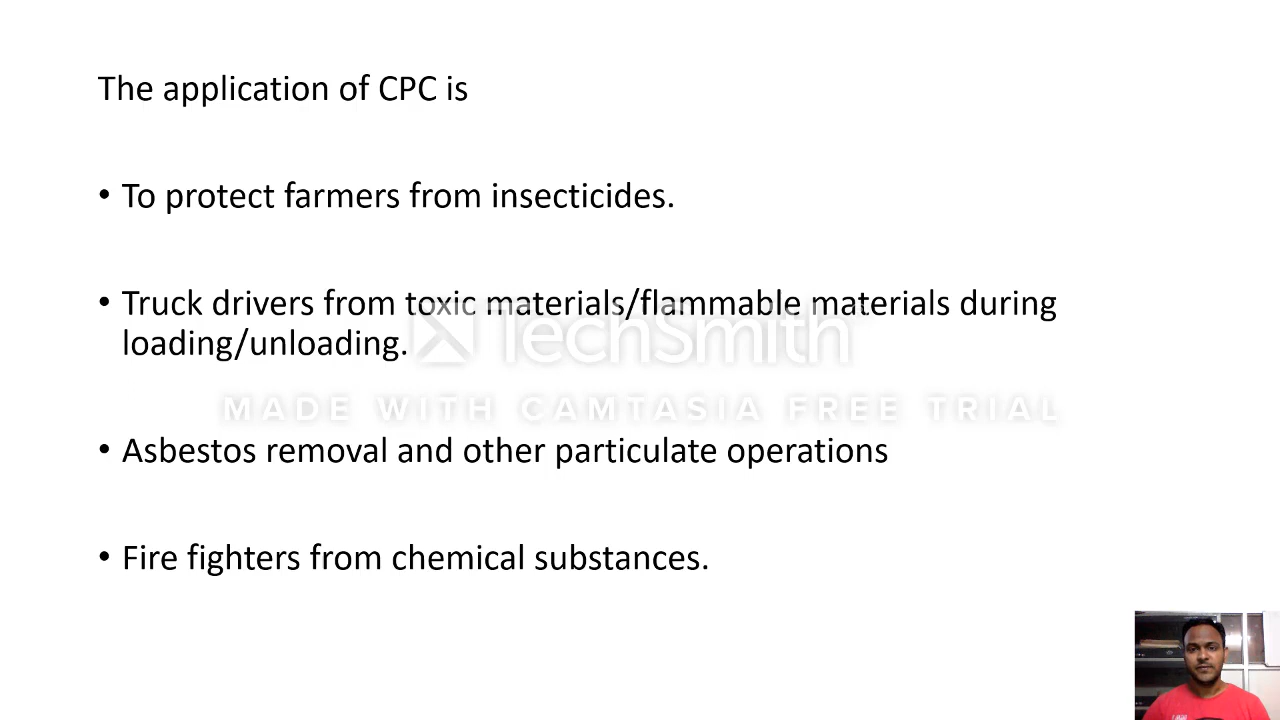 The application of CPC is
• To protect farmers from insecticides.
• Truck drivers from toxic materials/flammable materials during
loading/unloading.
TechSmith
MADE WITH CAMTASIA FREE TRIAL
• Asbestos removal and other particulate operations
• Fire fighters from chemical substances.